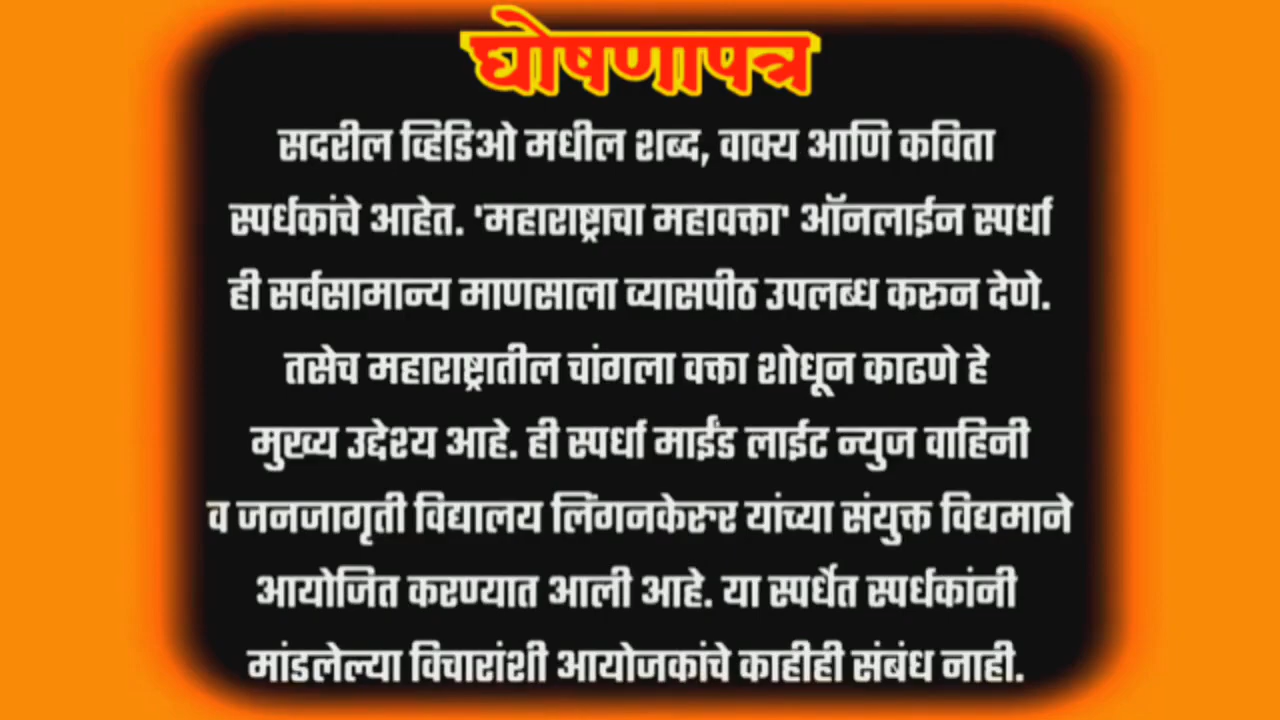 घोषणापत्र
सदरील व्हिडिओ मधील शब्द, वाक्य आणि कविता
स्पर्धकांचे आहेत. 'महाराष्ट्राचा महावक्ता' ऑनलाईन स्पर्धा
ही सर्वसामान्य माणसाला व्यासपीठ उपलब्ध करून देणे.
तसेच महाराष्ट्रातील चांगला वक्ता शोधून काढणे हे
मुख्य उद्देश्य आहे. ही स्पर्धा माईंड लाईट न्युज वाहिनी
व जनजागृती विद्यालय लिंगनकेरुर यांच्या संयुक्त विद्यमाने
आयोजित करण्यात आली आहे. या स्पर्धेत स्पर्धकांनी
मांडलेल्या विचारांशी आयोजकांचे काहीही संबंध नाही.